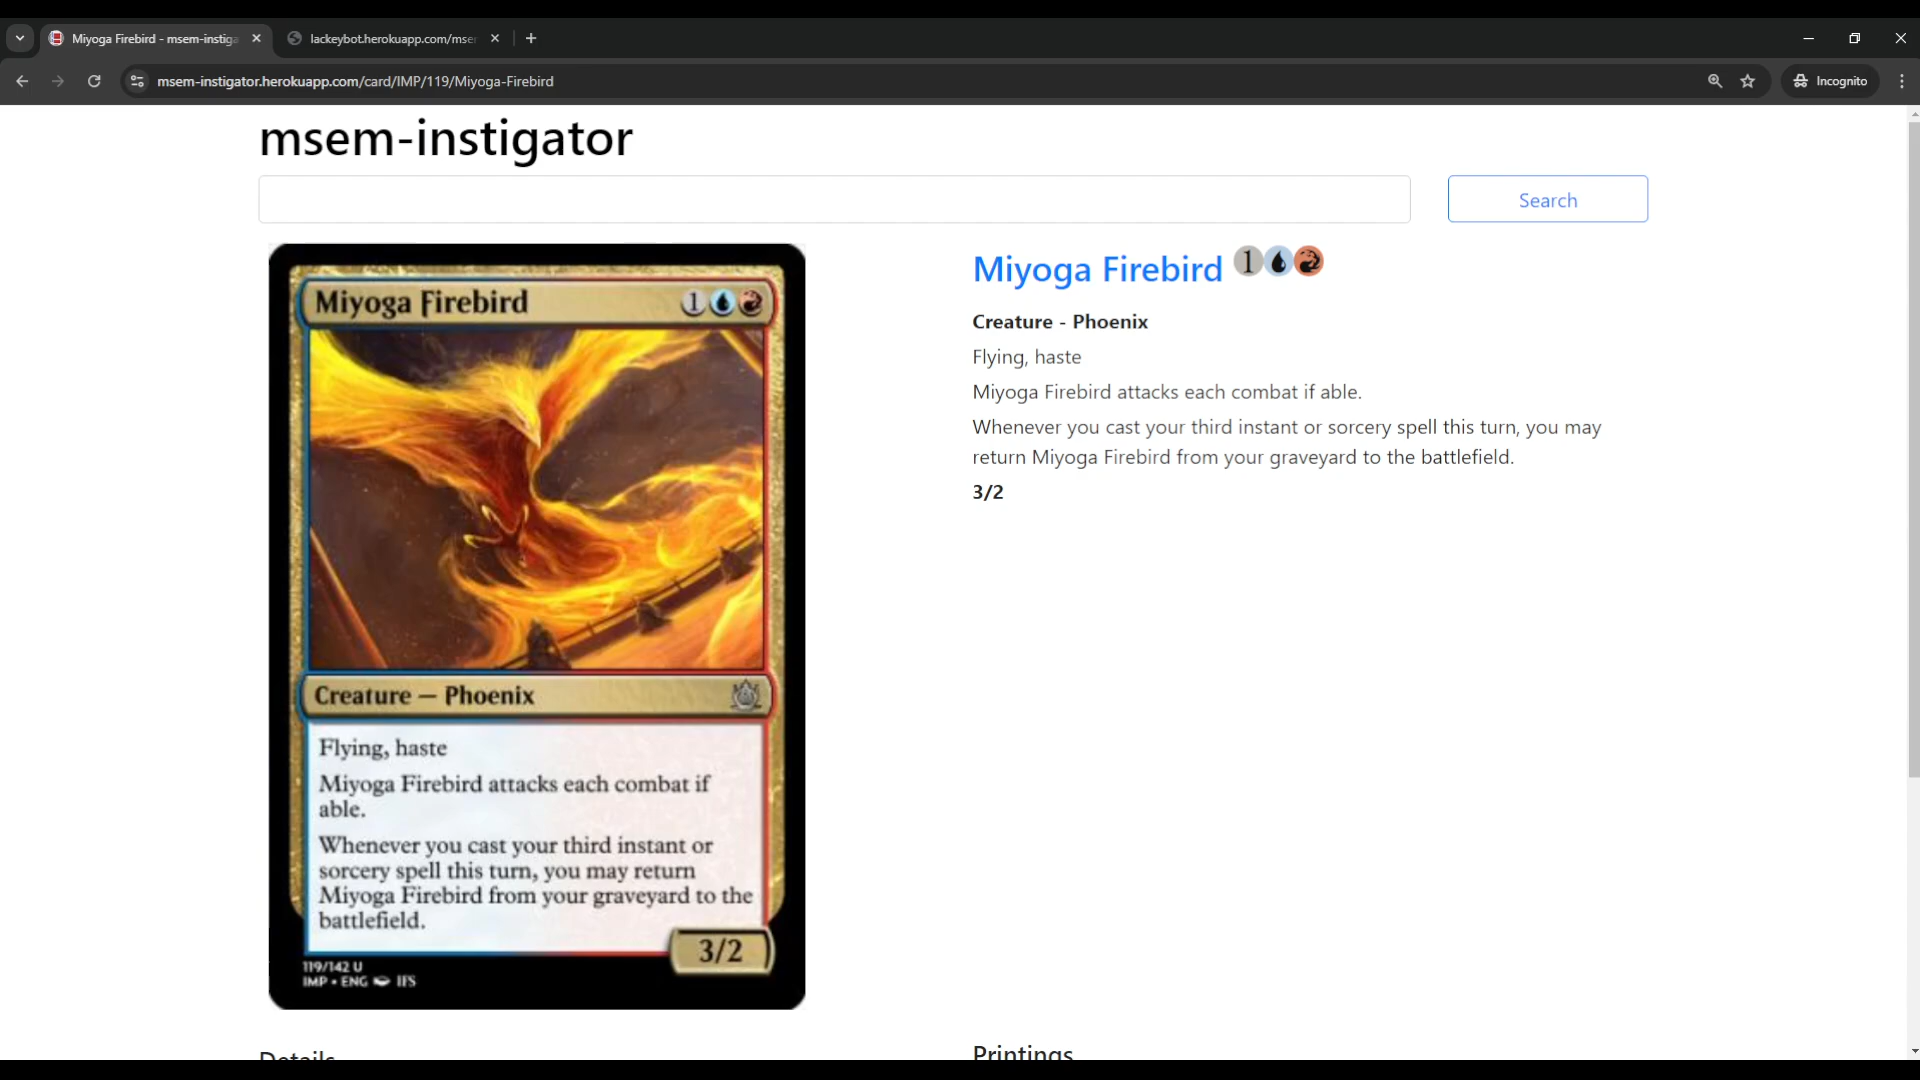 Miyoga Firebird - msem-instiga
lackeybot.herokuapp.com/mse
msem-instigator.herokuapp.com/card/IMP/119/Miyoga-Firebird
Incognito
msem-instigator
Search
Miyoga Firebird
1
Creature — Phoenix
Flying, haste
Miyoga Firebird attacks each combat if
able.
Whenever you cast your third instant or
sorcery spell this turn, you may return
Miyoga Firebird from your graveyard to the
battlefield.
3/2
119/142 U
IMP • ENG IFS
Miyoga Firebird 1
Creature - Phoenix
Flying, haste
Miyoga Firebird attacks each combat if able.
Whenever you cast your third instant or sorcery spell this turn, you may
return Miyoga Firebird from your graveyard to the battlefield.
3/2
Details
Printings